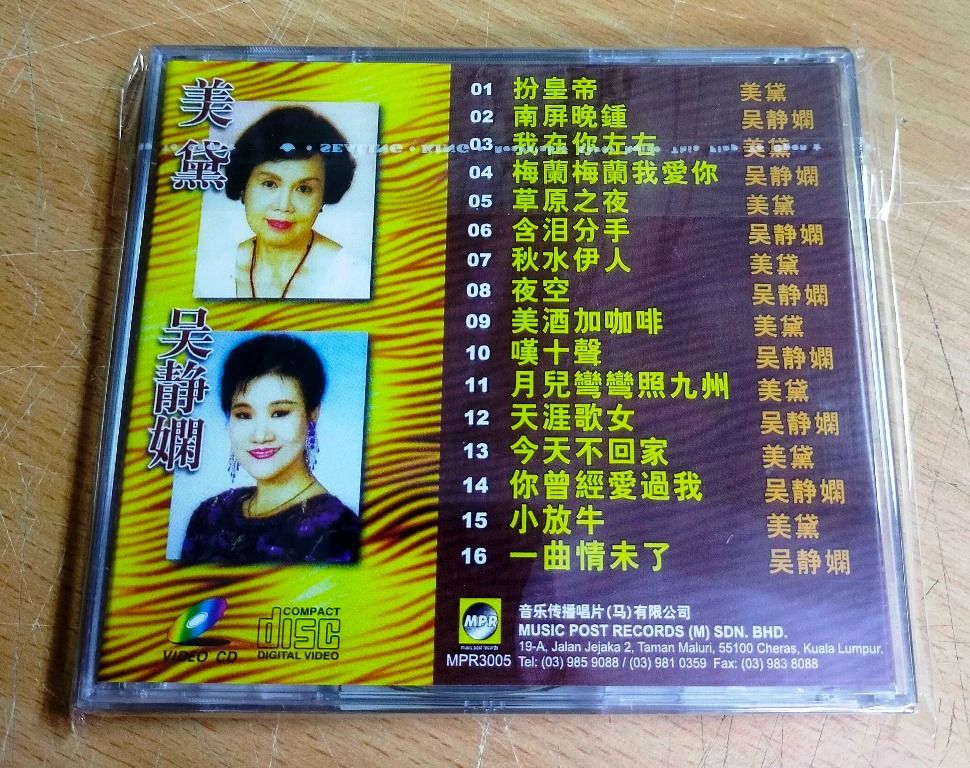 美黛
吴静娴
01 扮皇帝 美黛
02 南屏晚鍾 吴静娴
03 我在你左右 美黛
04 梅蘭梅蘭我愛你 吴静娴
05 草原之夜 美黛
06 含泪分手 吴静娴
07 秋水伊人 美黛
08 夜空 吴静娴
09 美酒加咖啡 美黛
10 嘆十聲 吴静娴
11 月兒彎彎照九州 美黛
12 天涯歌女 吴静娴
13 今天不回家 美黛
14 你曾經愛過我 吴静娴
15 小放牛 美黛
16 一曲情未了 吴静娴
VIDEO CD
COMPACT
disc
DIGITAL VIDEO
MPR
music post records
MPR3005
音乐传播唱片(马)有限公司
MUSIC POST RECORDS (M) SDN. BHD.
19-A, Jalan Jejaka 2, Taman Maluri, 55100 Cheras, Kuala Lumpur.
Tel: (03) 985 9088 / (03) 981 0359 Fax: (03) 983 8088